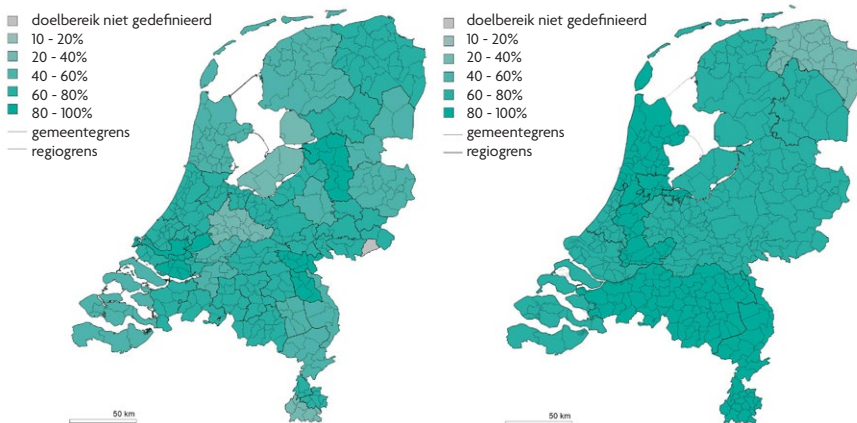 doelbereik niet gedefinieerd
10 - 20%
20 - 40%
40 - 60%
60 - 80%
80 - 100%
gemeentegrens
regiogrens
50 km
doelbereik niet gedefinieerd
10 - 20%
20 - 40%
40 - 60%
60 - 80%
80 - 100%
gemeentegrens
regiogrens
50 km